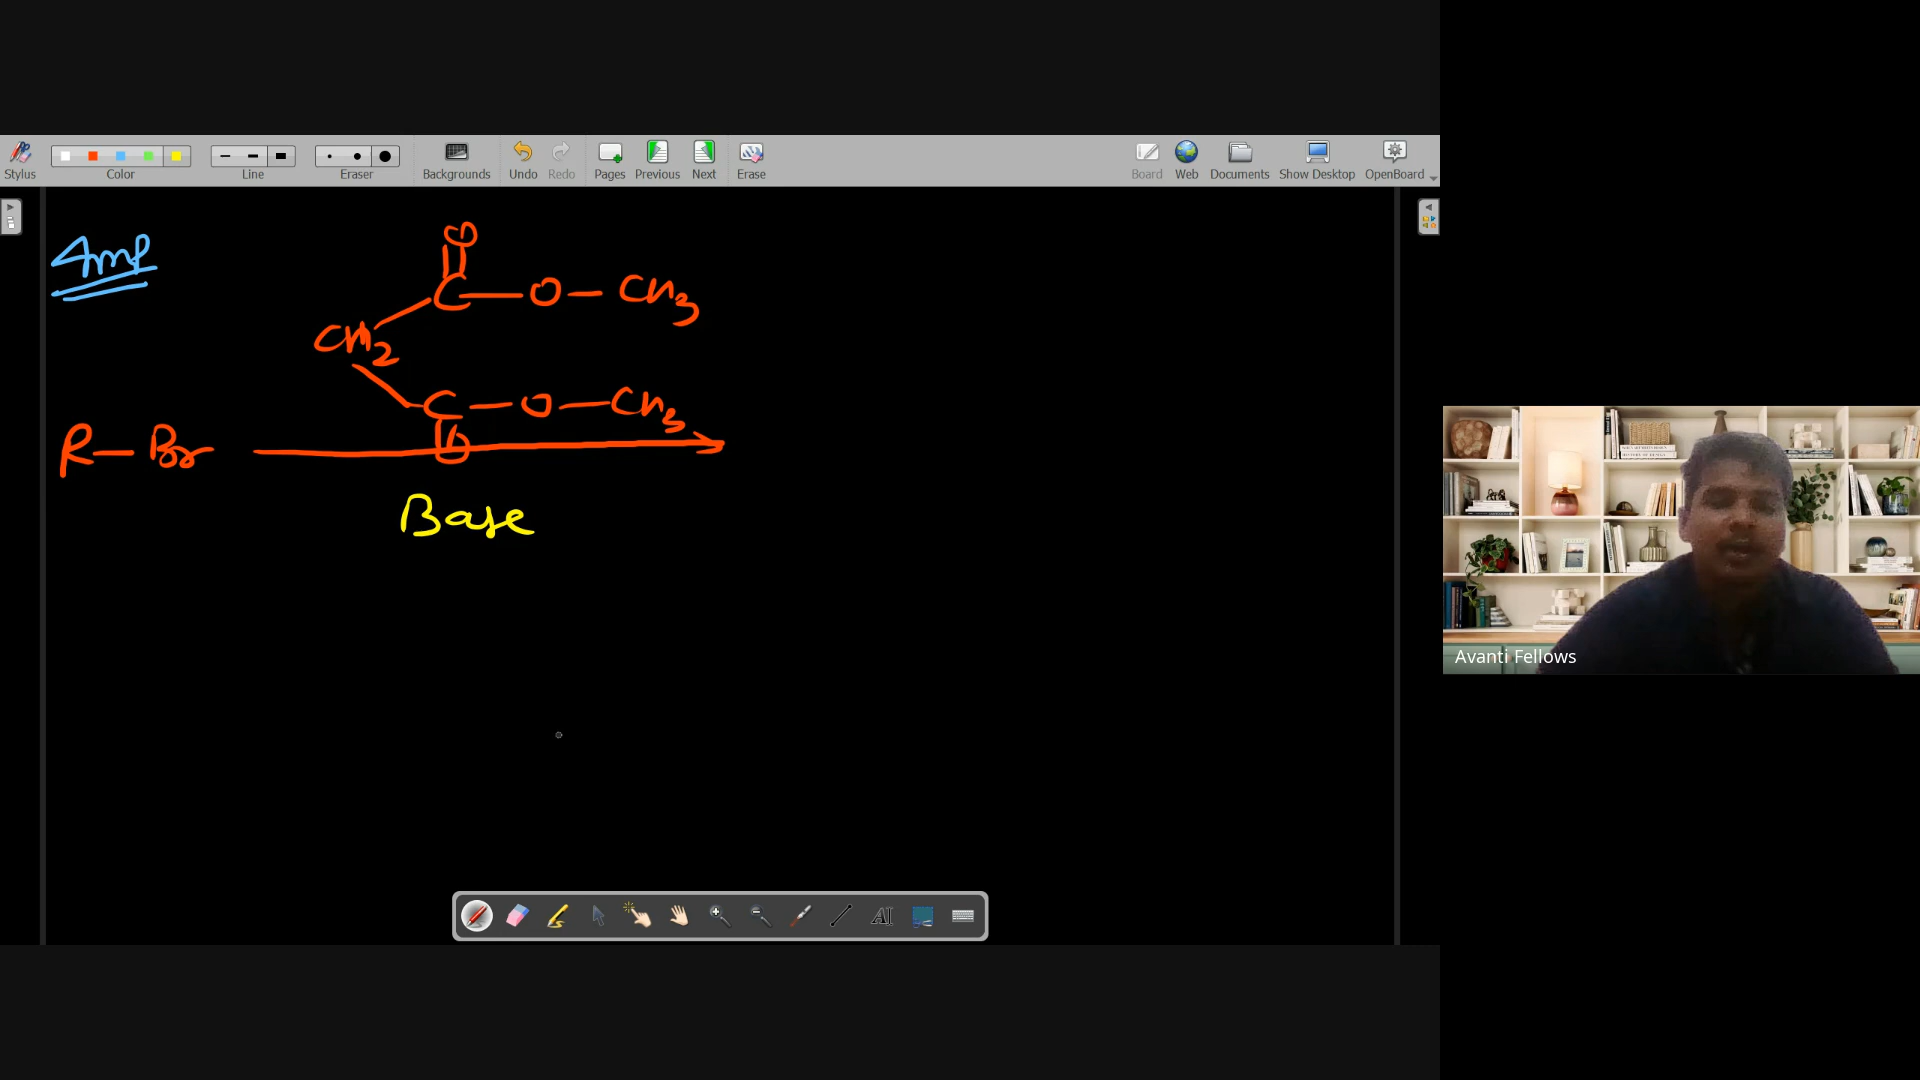 Stylus Color Line Eraser Backgrounds Undo Redo Pages Previous Next Erase Board Web Documents Show Desktop OpenBoard
Imp
O
C — O — CH3
CH2
C — O — CH3
O
R — Br
Base
Avanti Fellows